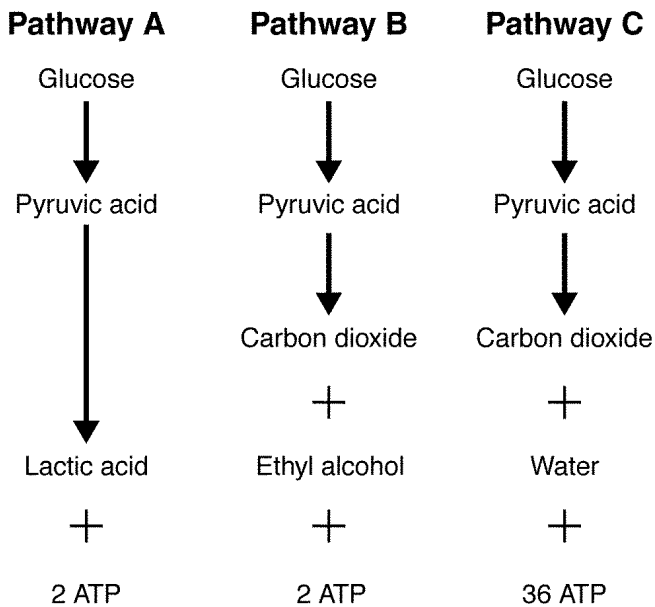 Pathway A Pathway B Pathway C
Glucose Glucose Glucose
Pyruvic acid Pyruvic acid Pyruvic acid
Carbon dioxide Carbon dioxide
+ +
Lactic acid Ethyl alcohol Water
+ + +
2 ATP 2 ATP 36 ATP